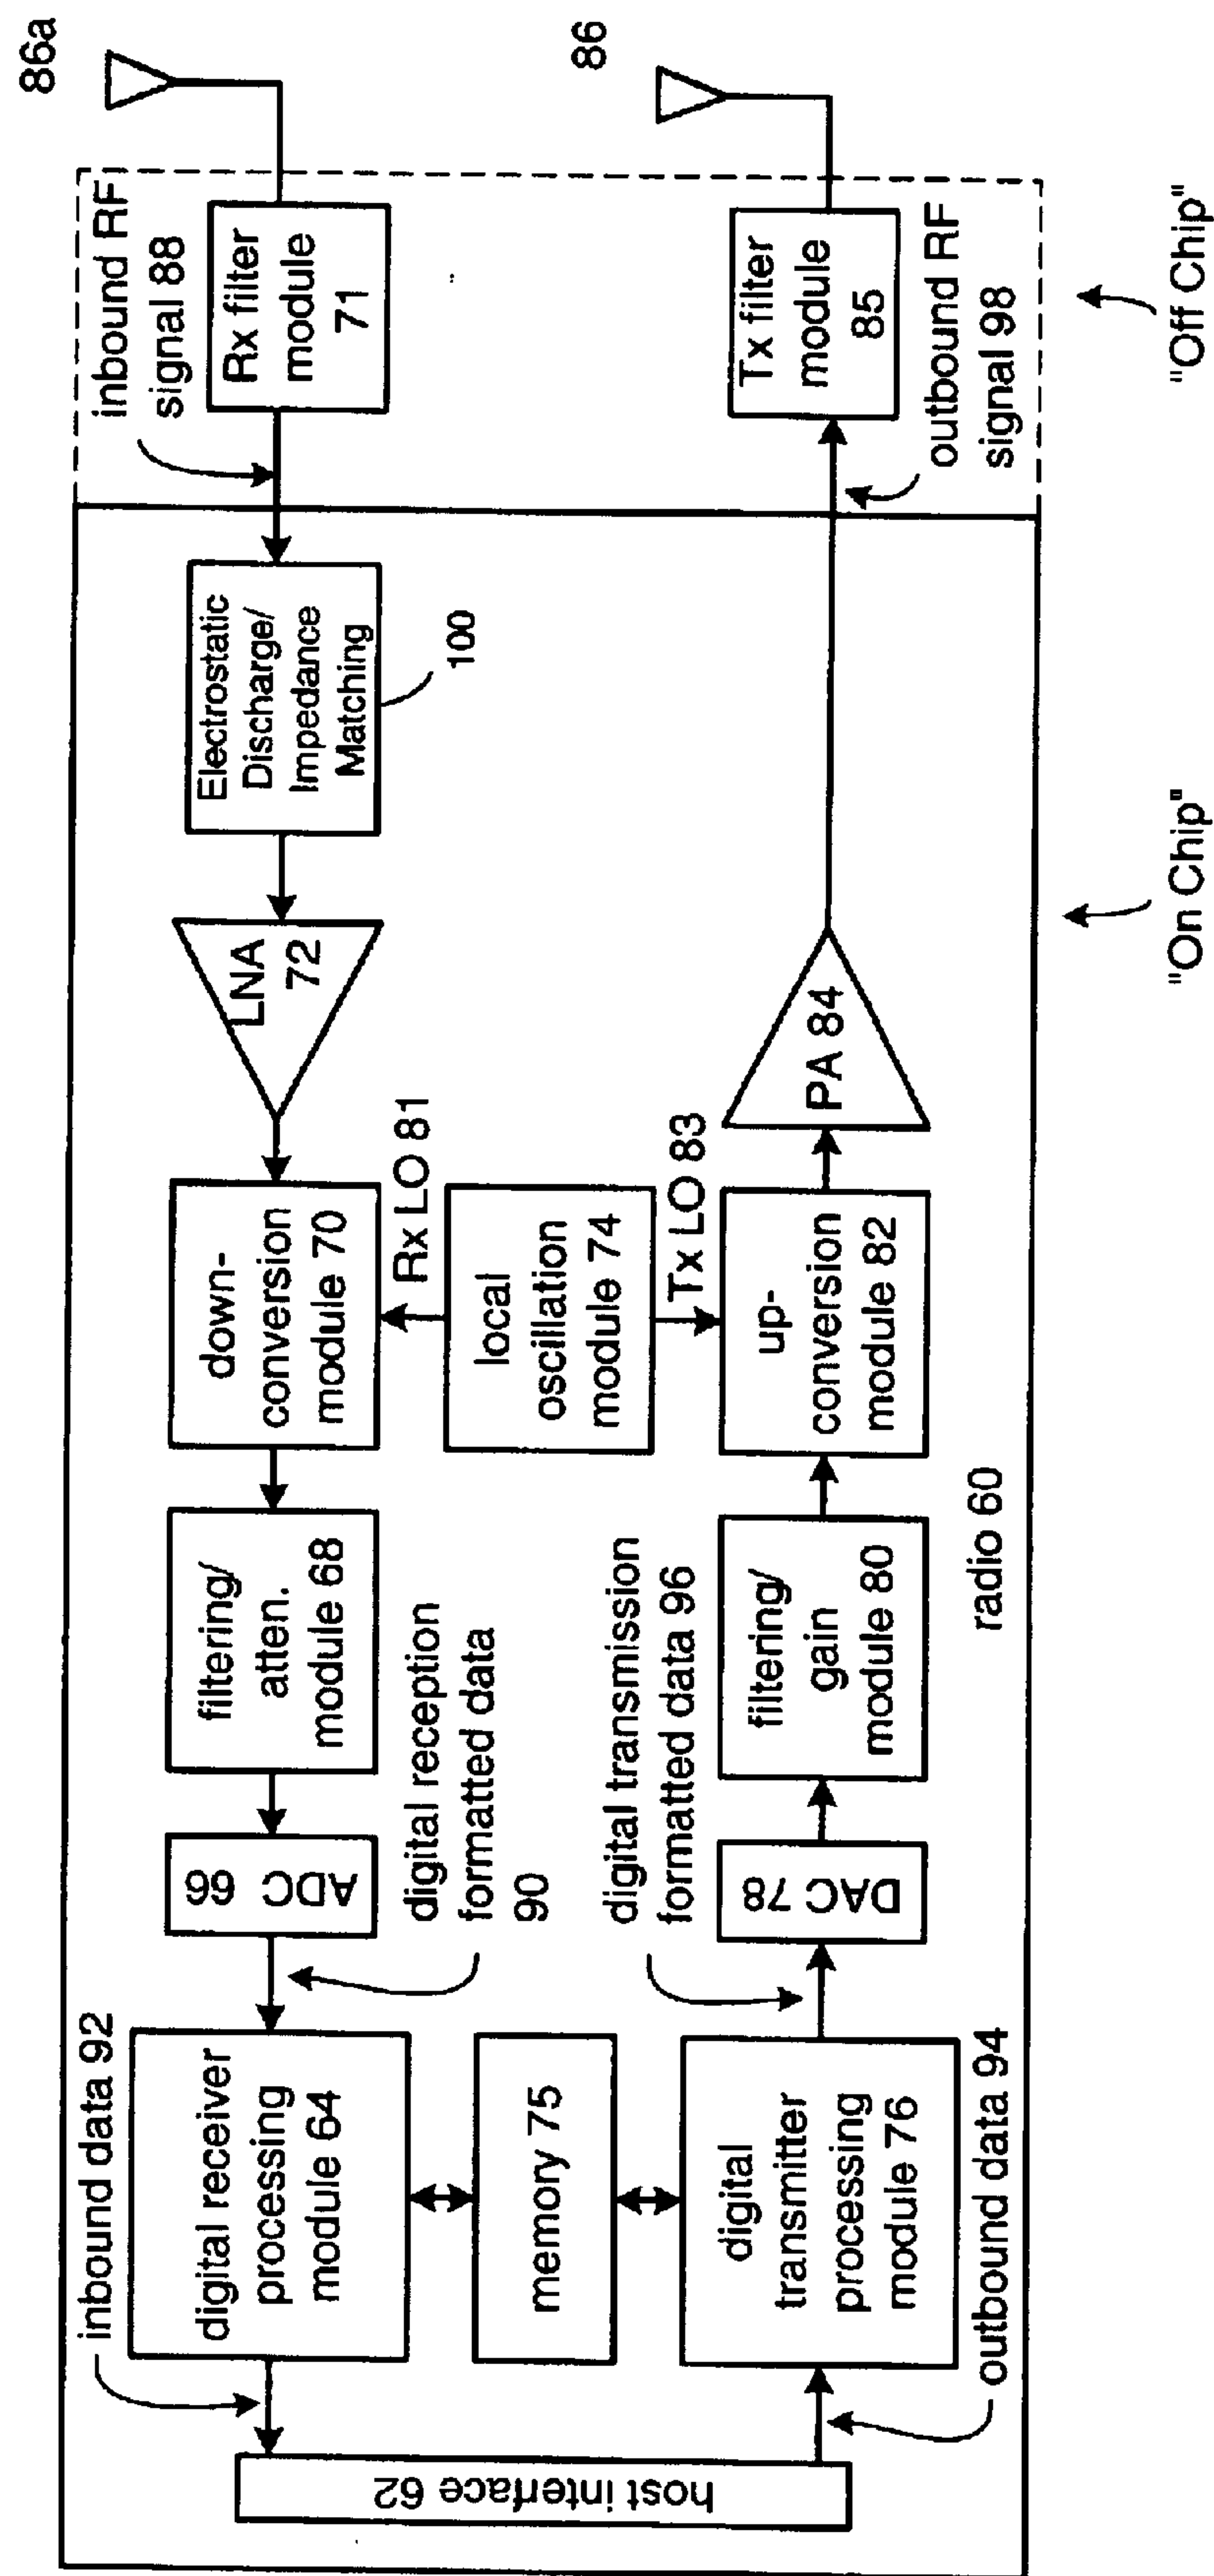 86a
86
inbound RF
signal 88
Rx filter
module
71
Tx filter
module
85
outbound RF
signal 98
"Off Chip"
Electrostatic
Discharge/
Impedance
Matching
100
LNA
72
PA 84
"On Chip"
down-
conversion
module 70
Rx LO 81
local
oscillation
module 74
Tx LO 83
up-
conversion
module 82
filtering/
atten.
module 68
filtering/
gain
module 80
radio 60
ADC 66
digital reception
formatted data
90
digital transmission
formatted data 96
DAC 78
inbound data 92
digital receiver
processing
module 64
memory 75
digital
transmitter
processing
module 76
outbound data 94
host interface 62